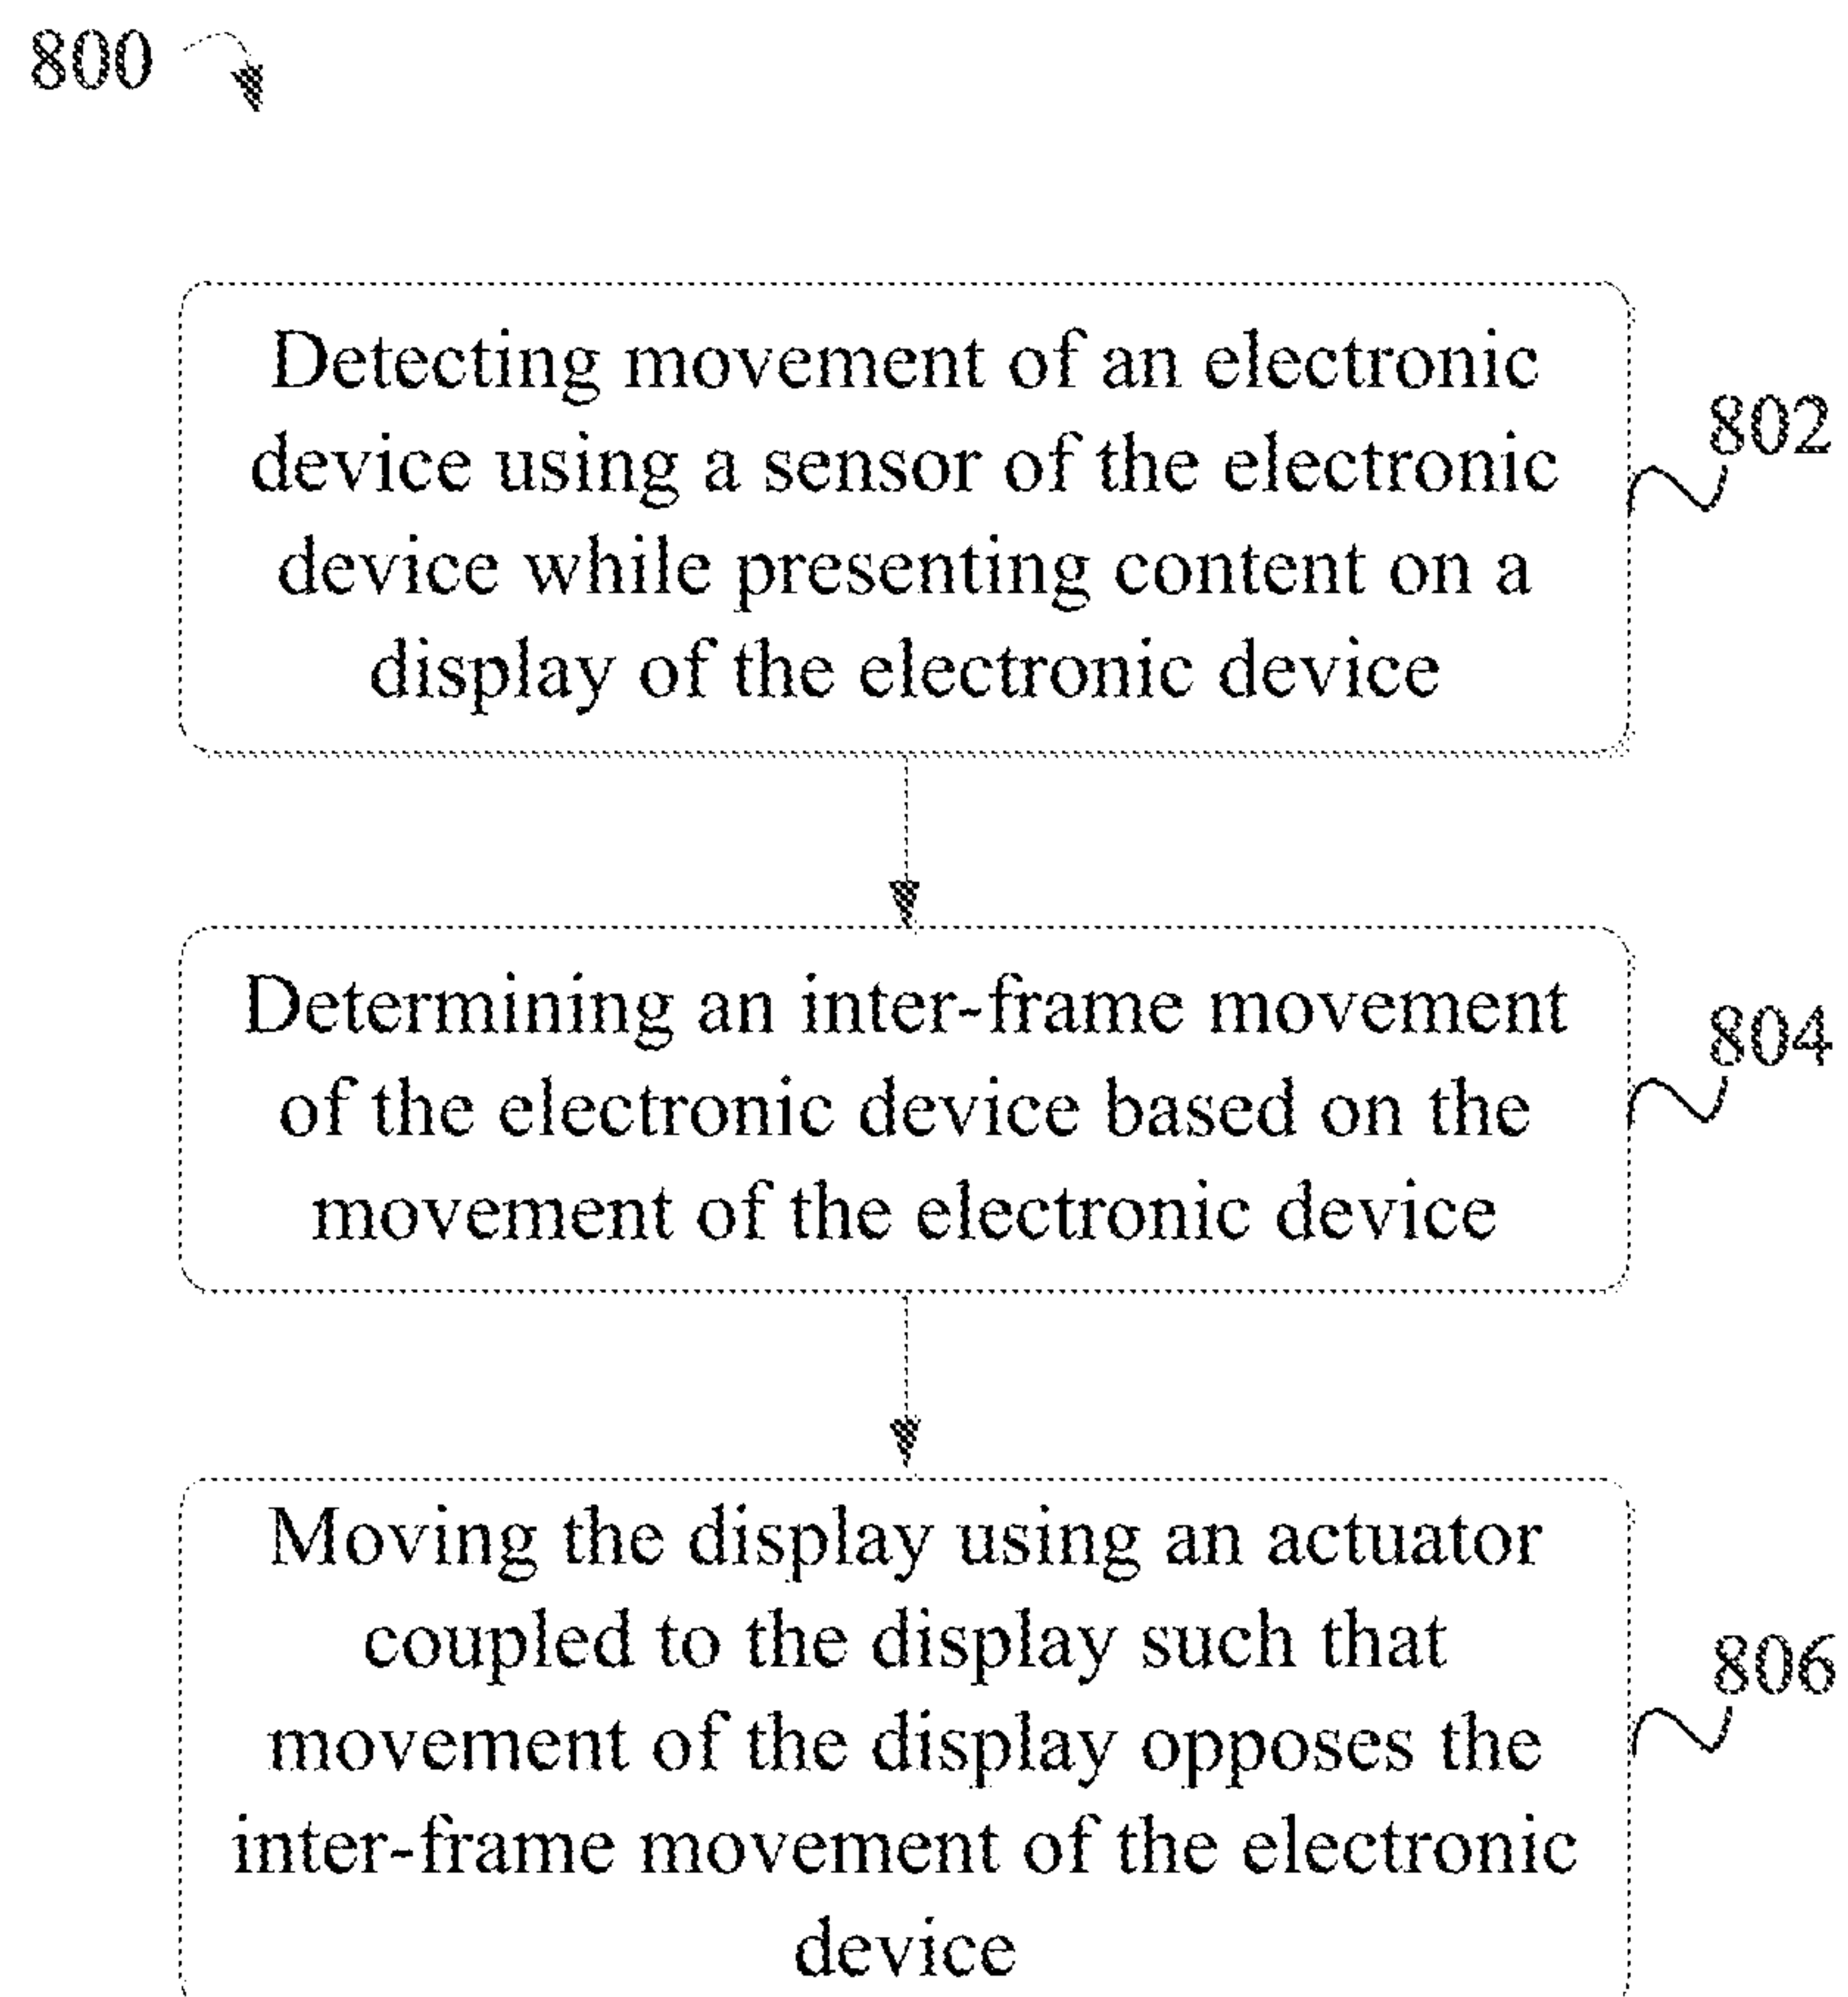 800
Detecting movement of an electronic
device using a sensor of the electronic
device while presenting content on a
display of the electronic device
802
Determining an inter-frame movement
of the electronic device based on the
movement of the electronic device
804
Moving the display using an actuator
coupled to the display such that
movement of the display opposes the
inter-frame movement of the electronic
device
806